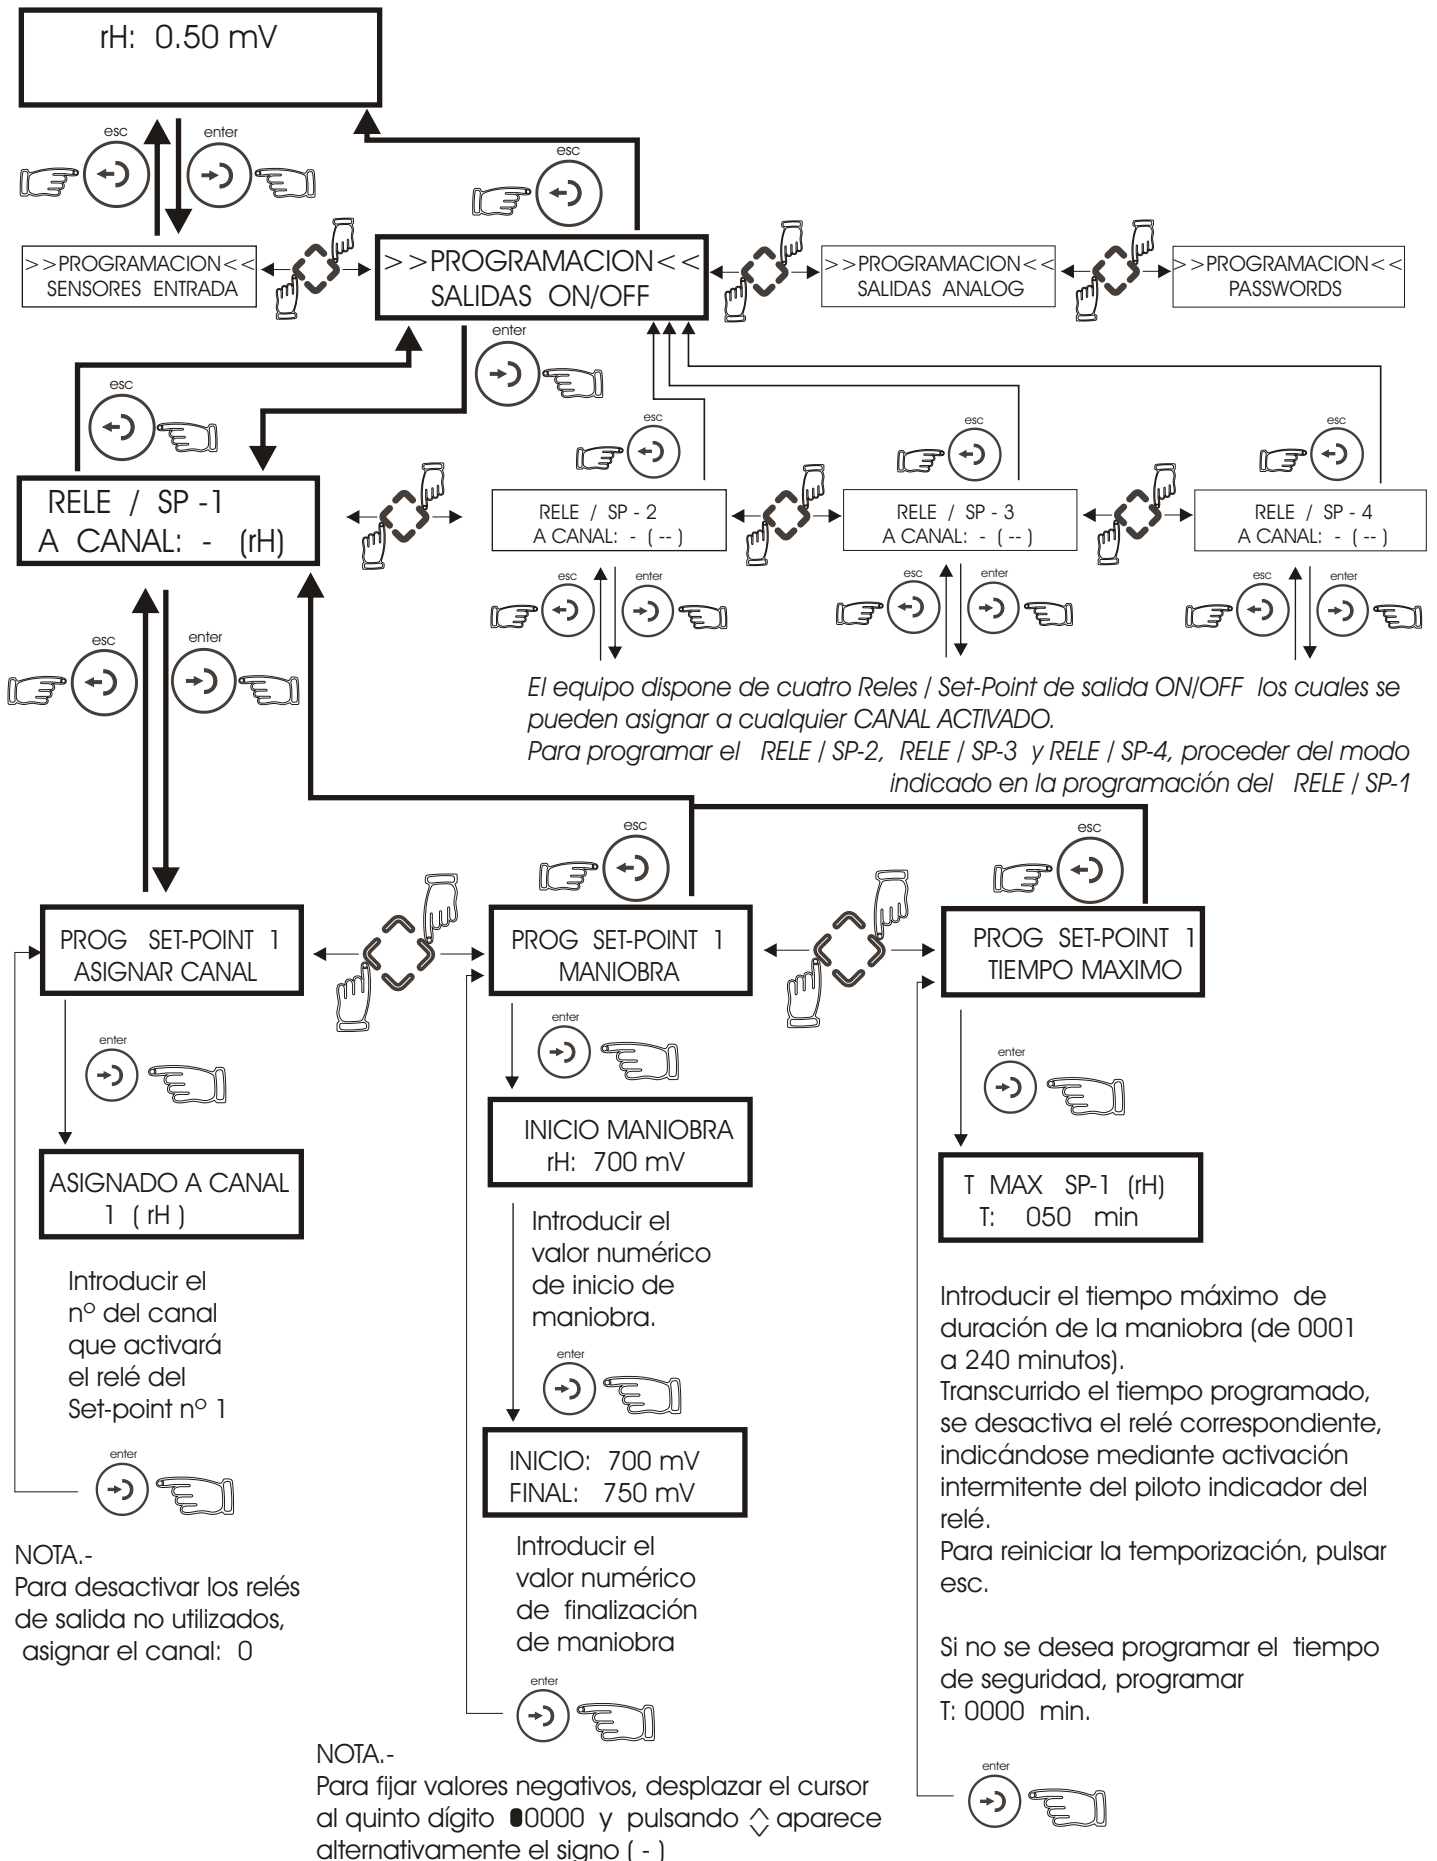 rH: 0.50 mV
esc
enter
esc
>>PROGRAMACION<<
SENSORES ENTRADA
>>PROGRAMACION<<
SALIDAS ON/OFF
>>PROGRAMACION<<
SALIDAS ANALOG
>>PROGRAMACION<<
PASSWORDS
enter
esc
esc
esc
esc
RELE / SP -1
A CANAL: - (rH)
RELE / SP - 2
A CANAL: - ( -- )
RELE / SP - 3
A CANAL: - ( -- )
RELE / SP - 4
A CANAL: - ( -- )
esc
enter
esc
enter
esc
enter
esc
enter
El equipo dispone de cuatro Reles / Set-Point de salida ON/OFF los cuales se
pueden asignar a cualquier CANAL ACTIVADO.
Para programar el RELE / SP-2, RELE / SP-3 y RELE / SP-4, proceder del modo
indicado en la programación del RELE / SP-1
esc
esc
PROG SET-POINT 1
ASIGNAR CANAL
PROG SET-POINT 1
MANIOBRA
PROG SET-POINT 1
TIEMPO MAXIMO
enter
ASIGNADO A CANAL
1 ( rH )
Introducir el
nº del canal
que activará
el relé del
Set-point nº 1
enter
NOTA.-
Para desactivar los relés
de salida no utilizados,
asignar el canal: 0
enter
INICIO MANIOBRA
rH: 700 mV
Introducir el
valor numérico
de inicio de
maniobra.
enter
INICIO: 700 mV
FINAL: 750 mV
Introducir el
valor numérico
de finalización
de maniobra
enter
NOTA.-
Para fijar valores negativos, desplazar el cursor
al quinto dígito 0000 y pulsando aparece
alternativamente el signo ( - )
enter
T MAX SP-1 (rH)
T: 050 min
Introducir el tiempo máximo de
duración de la maniobra (de 0001
a 240 minutos).
Transcurrido el tiempo programado,
se desactiva el relé correspondiente,
indicándose mediante activación
intermitente del piloto indicador del
relé.
Para reiniciar la temporización, pulsar
esc.
Si no se desea programar el tiempo
de seguridad, programar
T: 0000 min.
enter